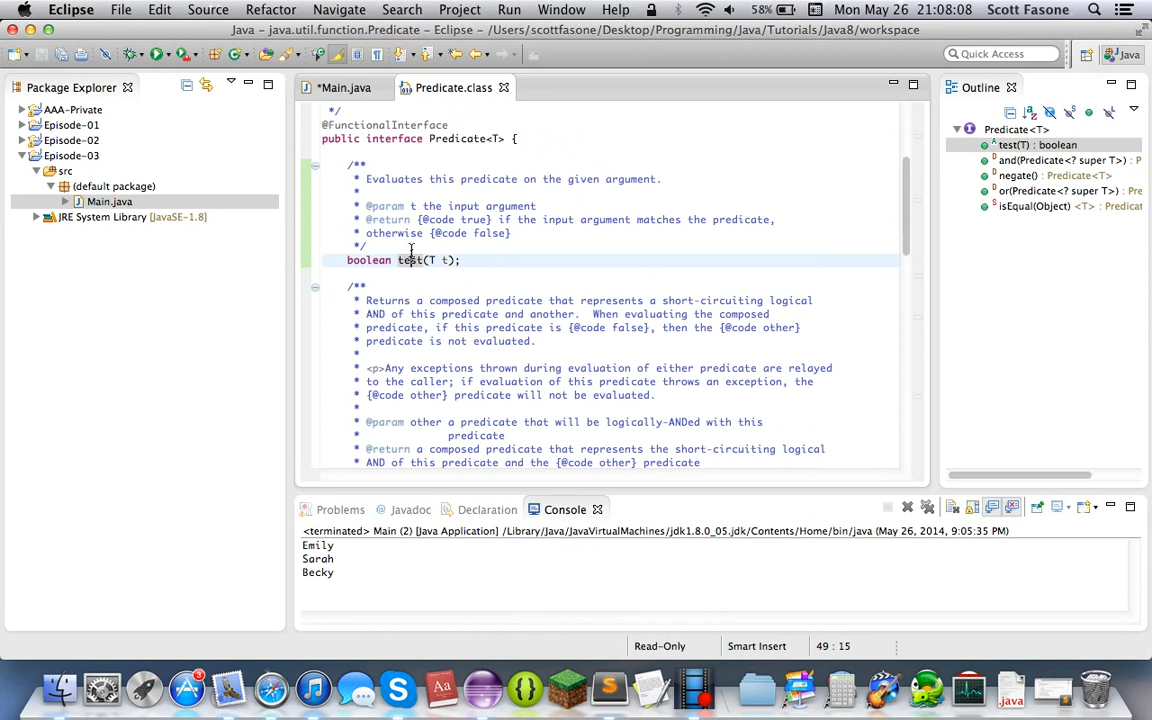 Eclipse File Edit Source Refactor Navigate Search Project Run Window Help 58% Mon May 26 21:08:08 Scott Fasone
Java – java.util.function.Predicate – Eclipse – /Users/scottfasone/Desktop/Programming/Java/Tutorials/Java8/workspace
Quick Access Java
Package Explorer
AAA-Private
Episode-01
Episode-02
Episode-03
src
(default package)
Main.java
JRE System Library [JavaSE-1.8]
*Main.java Predicate.class
*/
@FunctionalInterface
public interface Predicate<T> {
/**
* Evaluates this predicate on the given argument.
*
* @param t the input argument
* @return {@code true} if the input argument matches the predicate,
* otherwise {@code false}
*/
boolean test(T t);
/**
* Returns a composed predicate that represents a short-circuiting logical
* AND of this predicate and another.  When evaluating the composed
* predicate, if this predicate is {@code false}, then the {@code other}
* predicate is not evaluated.
*
* <p>Any exceptions thrown during evaluation of either predicate are relayed
* to the caller; if evaluation of this predicate throws an exception, the
* {@code other} predicate will not be evaluated.
*
* @param other a predicate that will be logically-ANDed with this
* predicate
* @return a composed predicate that represents the short-circuiting logical
* AND of this predicate and the {@code other} predicate
Outline
Predicate<T>
test(T) : boolean
and(Predicate<? super T>) : P
negate() : Predicate<T>
or(Predicate<? super T>) : Pre
isEqual(Object) <T> : Predicat
Problems Javadoc Declaration Console
<terminated> Main (2) [Java Application] /Library/Java/JavaVirtualMachines/jdk1.8.0_05.jdk/Contents/Home/bin/java (May 26, 2014, 9:05:35 PM)
Emily
Sarah
Becky
Read-Only Smart Insert 49 : 15